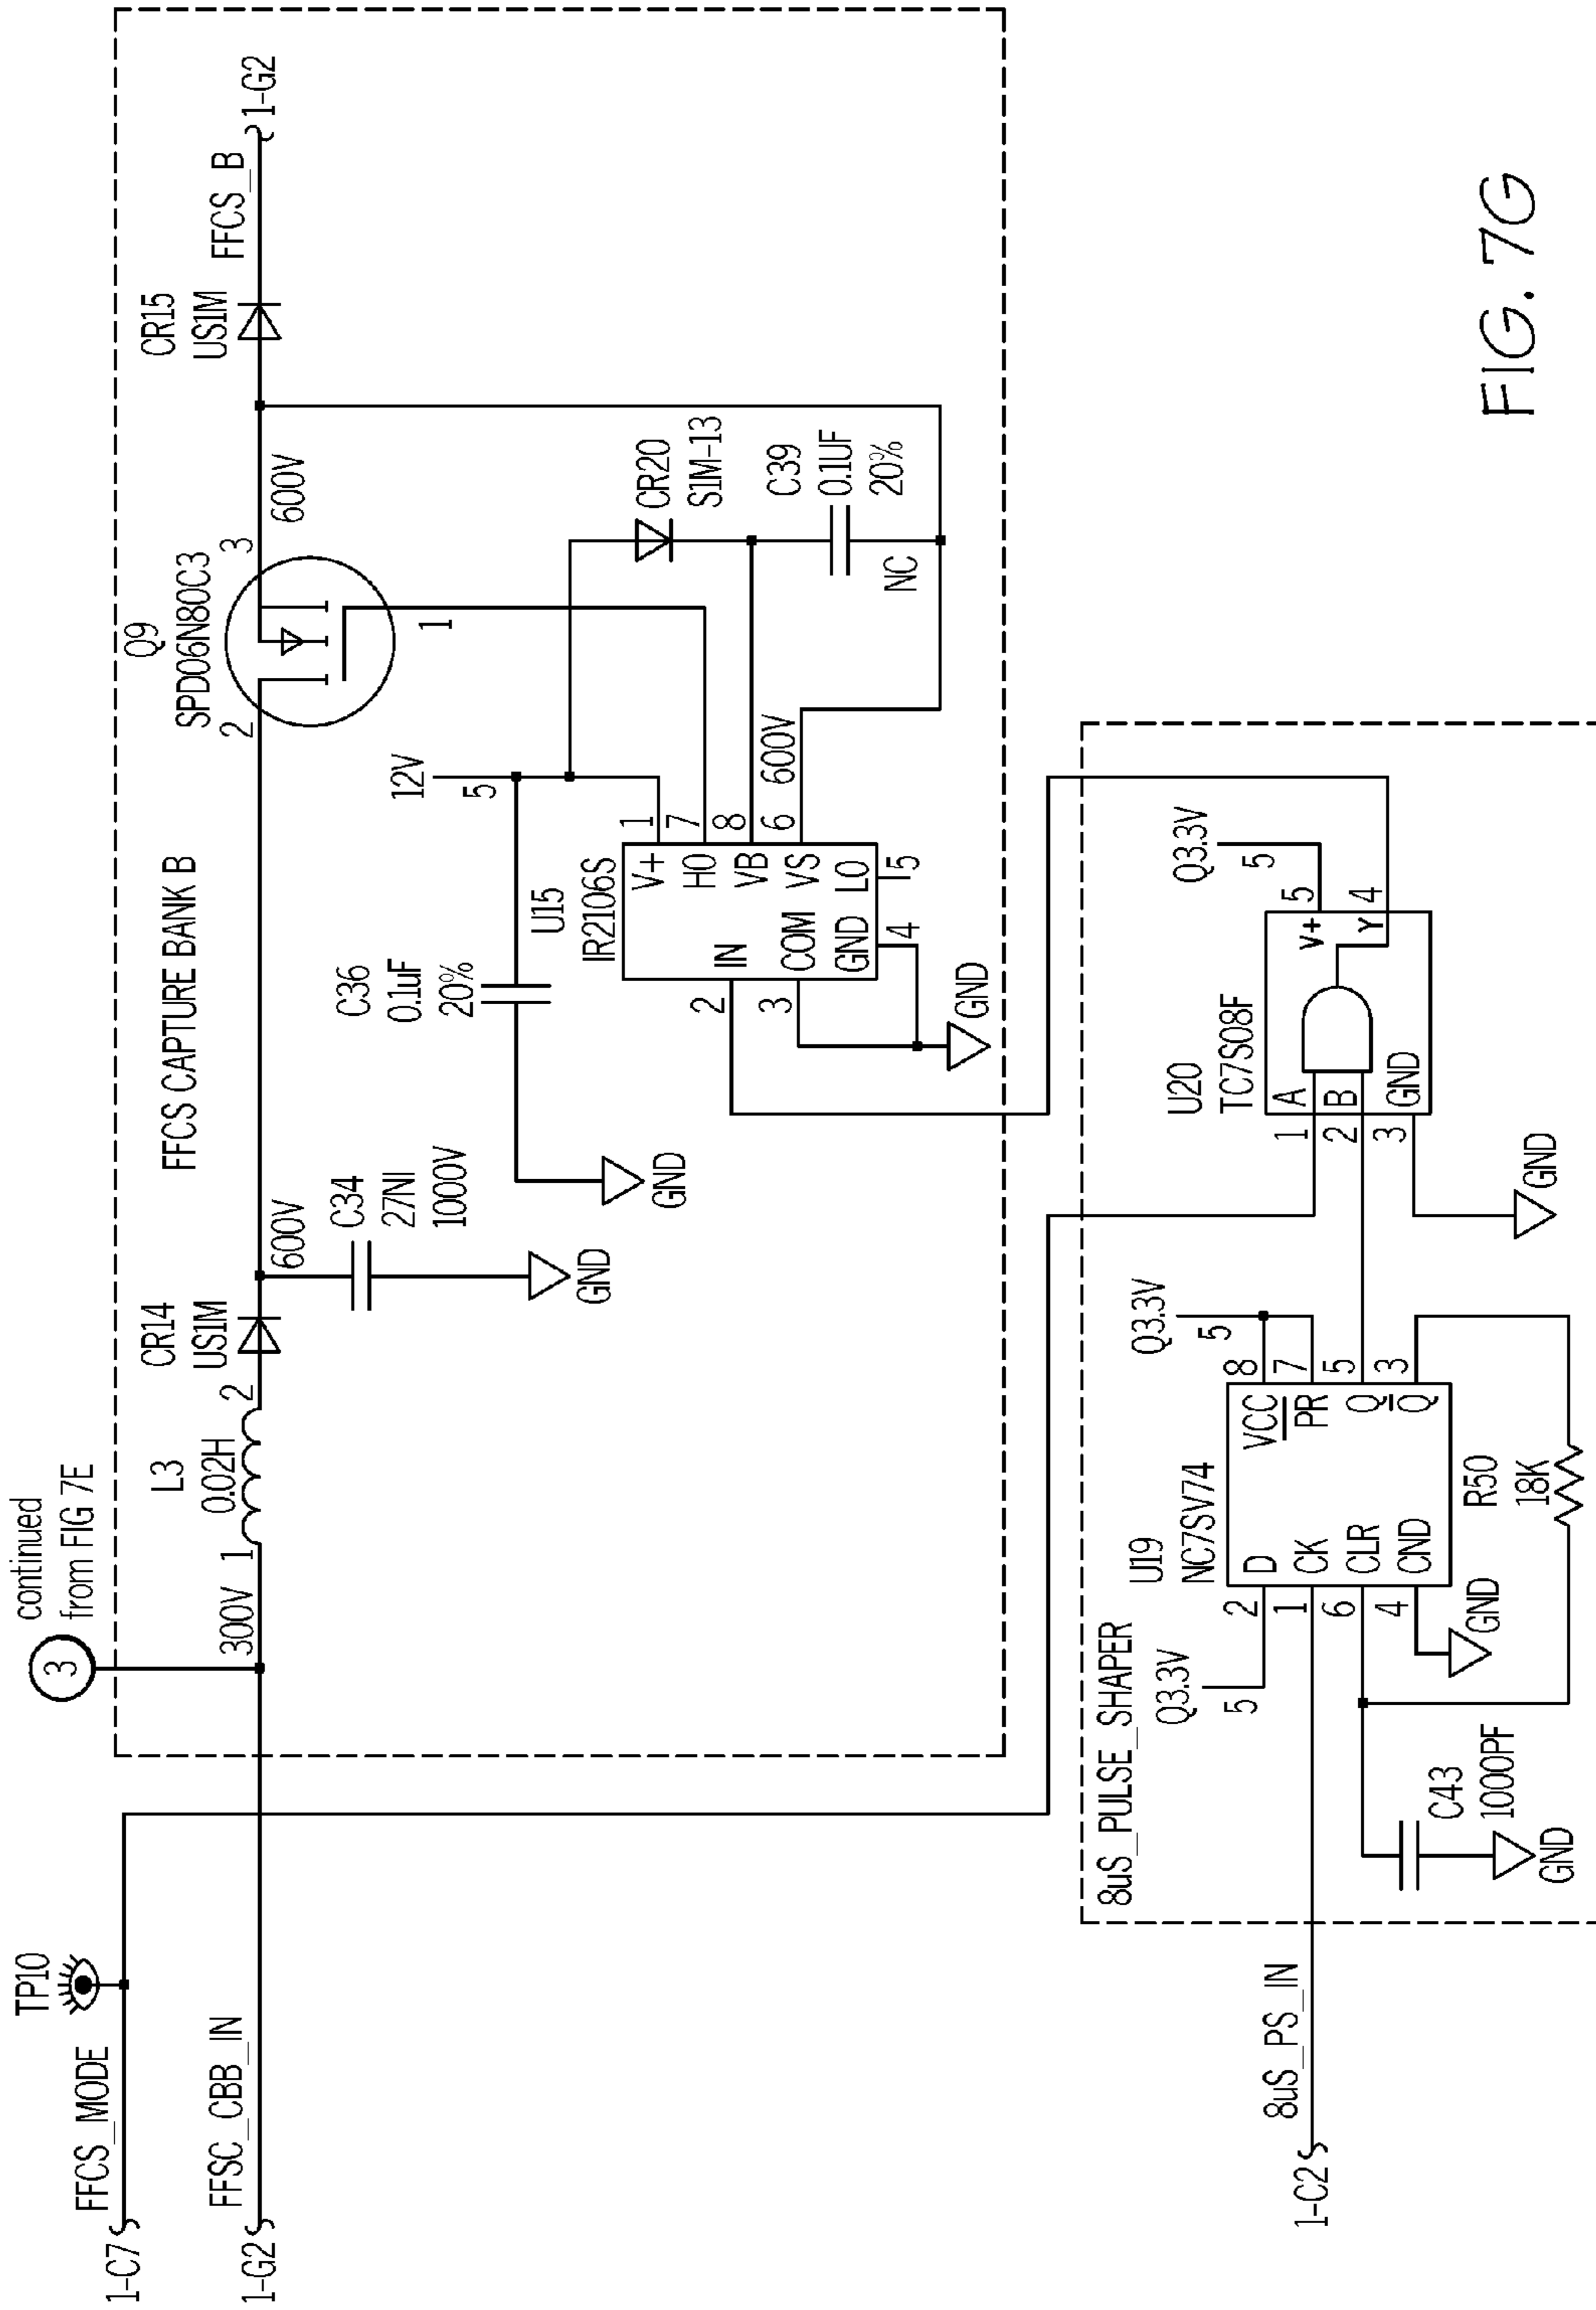 continued
from FIG 7E
3
TP10
FFCS_MODE
1-C7
FFSC_CBB_IN
1-G2
300V
1
L3
0.02H
2
CR14
US1M
600V
C34
27NI
1000V
GND
FFCS CAPTURE BANK B
Q9
SPD06N80C3
2
3
1
600V
CR15
US1M
FFCS_B
1-G2
12V
5
C36
0.1uF
20%
GND
U15
IR2106S
IN
COM
GND
V+
HO
VB
VS
LO
2
3
4
1
7
8
6
5
600V
GND
CR20
S1M-13
C39
0.1UF
20%
NC
8uS_PULSE_SHAPER
8uS_PS_IN
1-C2
Q3.3V
5
U19
NC7SV74
2
1
6
4
D
CK
CLR
CND
VCC
PR
Q
Q
8
7
5
3
Q3.3V
5
GND
C43
1000PF
GND
R50
18K
U20
TC7S08F
1
2
3
A
B
GND
V+
Y
5
4
Q3.3V
5
GND
FIG. 7G